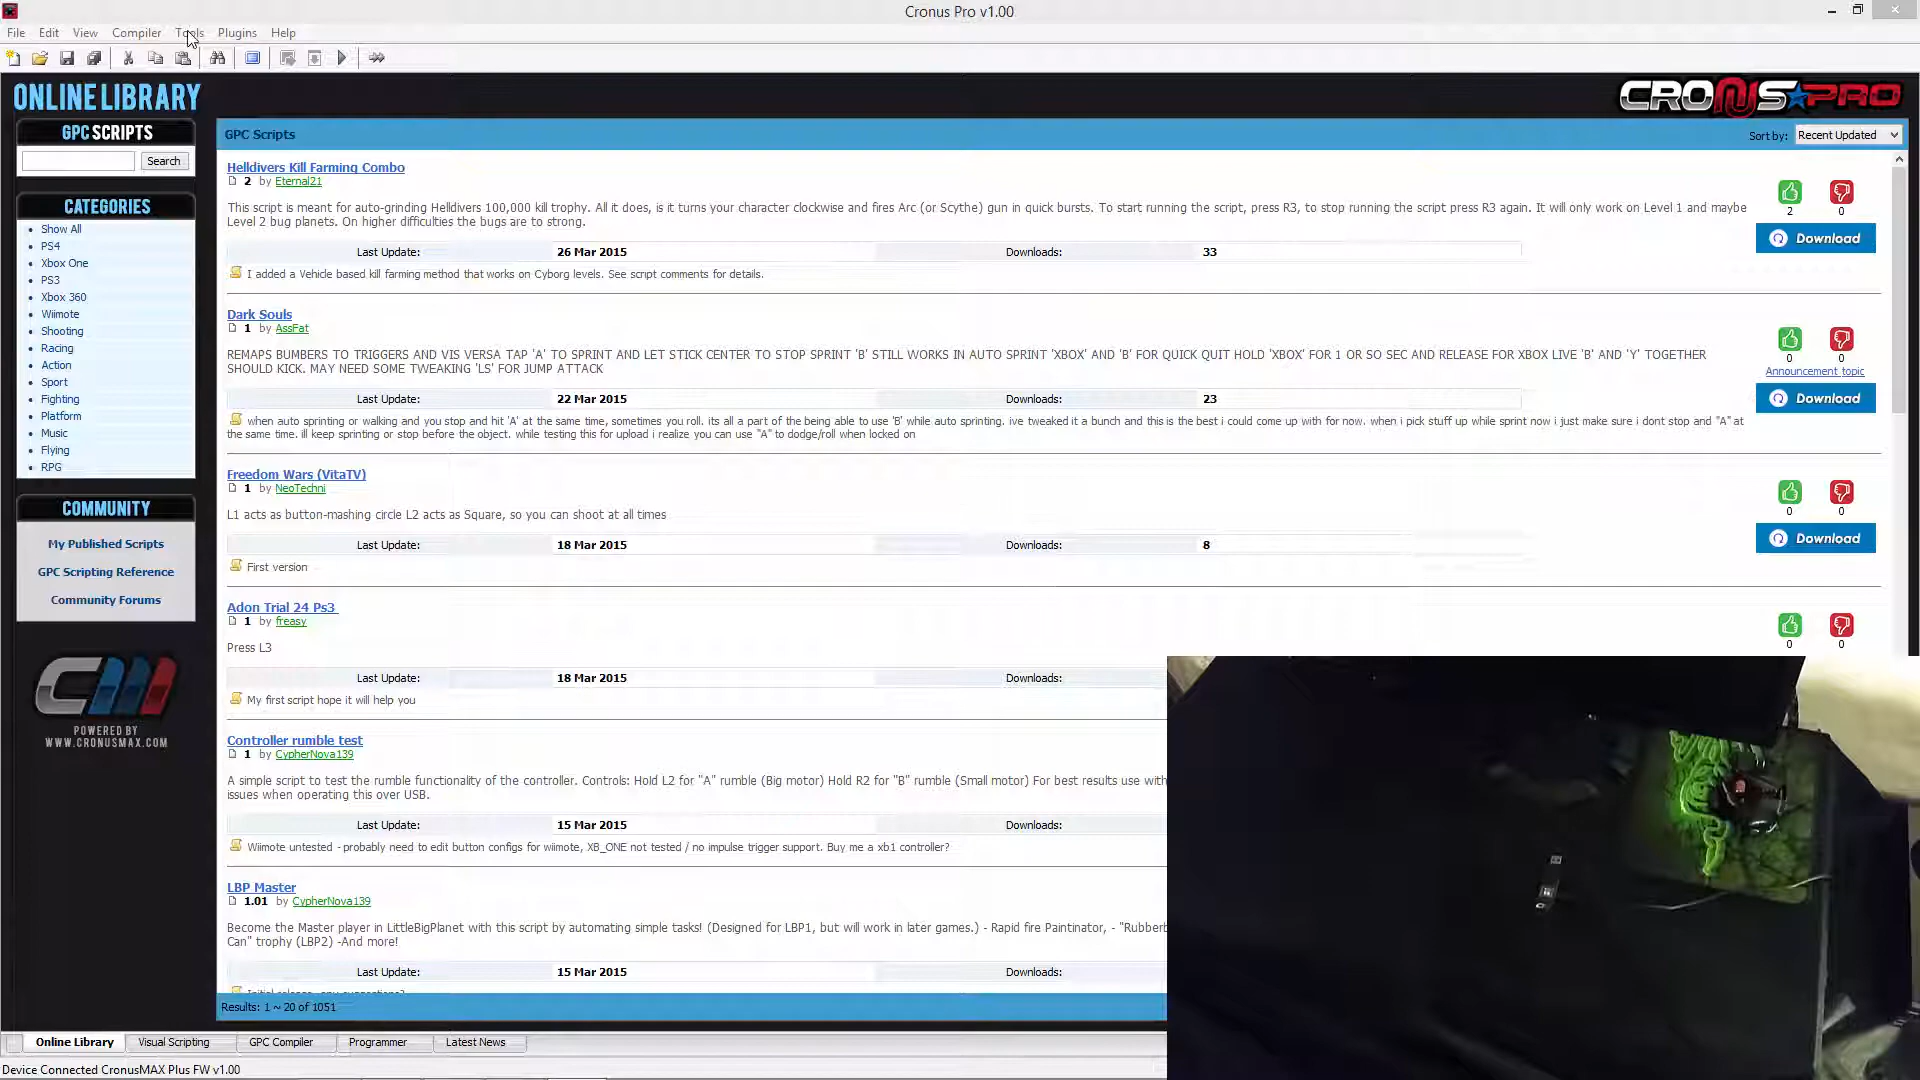 Cronus Pro v1.00
File Edit View Compiler Tools Plugins Help
ONLINE LIBRARY
CRONUS PRO
GPC SCRIPTS
Search
CATEGORIES
Show All
PS4
Xbox One
PS3
Xbox 360
Wiimote
Shooting
Racing
Action
Sport
Fighting
Platform
Music
Flying
RPG
COMMUNITY
My Published Scripts
GPC Scripting Reference
Community Forums
CM
POWERED BY
WWW.CRONUSMAX.COM
GPC Scripts
Sort by: Recent Updated
Helldivers Kill Farming Combo
2 by Eternal21
This script is meant for auto-grinding Helldivers 100,000 kill trophy. All it does, is it turns your character clockwise and fires Arc (or Scythe) gun in quick bursts. To start running the script, press R3, to stop running the script press R3 again. It will only work on Level 1 and maybe
Level 2 bug planets. On higher difficulties the bugs are to strong.
2 0
Download
Last Update: 26 Mar 2015 Downloads: 33
I added a Vehicle based kill farming method that works on Cyborg levels. See script comments for details.
Dark Souls
1 by AssFat
REMAPS BUMBERS TO TRIGGERS AND VIS VERSA TAP 'A' TO SPRINT AND LET STICK CENTER TO STOP SPRINT 'B' STILL WORKS IN AUTO SPRINT 'XBOX' AND 'B' FOR QUICK QUIT HOLD 'XBOX' FOR 1 OR SO SEC AND RELEASE FOR XBOX LIVE 'B' AND 'Y' TOGETHER
SHOULD KICK. MAY NEED SOME TWEAKING 'LS' FOR JUMP ATTACK
0 0
Announcement topic
Download
Last Update: 22 Mar 2015 Downloads: 23
when auto sprinting or walking and you stop and hit 'A' at the same time, sometimes you roll. its all a part of the being able to use 'B' while auto sprinting. ive tweaked it a bunch and this is the best i could come up with for now. when i pick stuff up while sprint now i just make sure i dont stop and "A" at
the same time. ill keep sprinting or stop before the object. while testing this for upload i realize you can use "A" to dodge/roll when locked on
Freedom Wars (VitaTV)
1 by NeoTechni
L1 acts as button-mashing circle L2 acts as Square, so you can shoot at all times
0 0
Download
Last Update: 18 Mar 2015 Downloads: 8
First version
Adon Trial 24 Ps3
1 by freasy
Press L3
0 0
Last Update: 18 Mar 2015 Downloads:
My first script hope it will help you
Controller rumble test
1 by CypherNova139
A simple script to test the rumble functionality of the controller. Controls: Hold L2 for "A" rumble (Big motor) Hold R2 for "B" rumble (Small motor) For best results use with
issues when operating this over USB.
Last Update: 15 Mar 2015 Downloads:
Wiimote untested - probably need to edit button configs for wiimote, XB_ONE not tested / no impulse trigger support. Buy me a xb1 controller?
LBP Master
1.01 by CypherNova139
Become the Master player in LittleBigPlanet with this script by automating simple tasks! (Designed for LBP1, but will work in later games.) - Rapid fire Paintinator, - "Rubber
Can" trophy (LBP2) -And more!
Last Update: 15 Mar 2015 Downloads:
Results: 1 ~ 20 of 1051
Online Library Visual Scripting GPC Compiler Programmer Latest News
Device Connected CronusMAX Plus FW v1.00